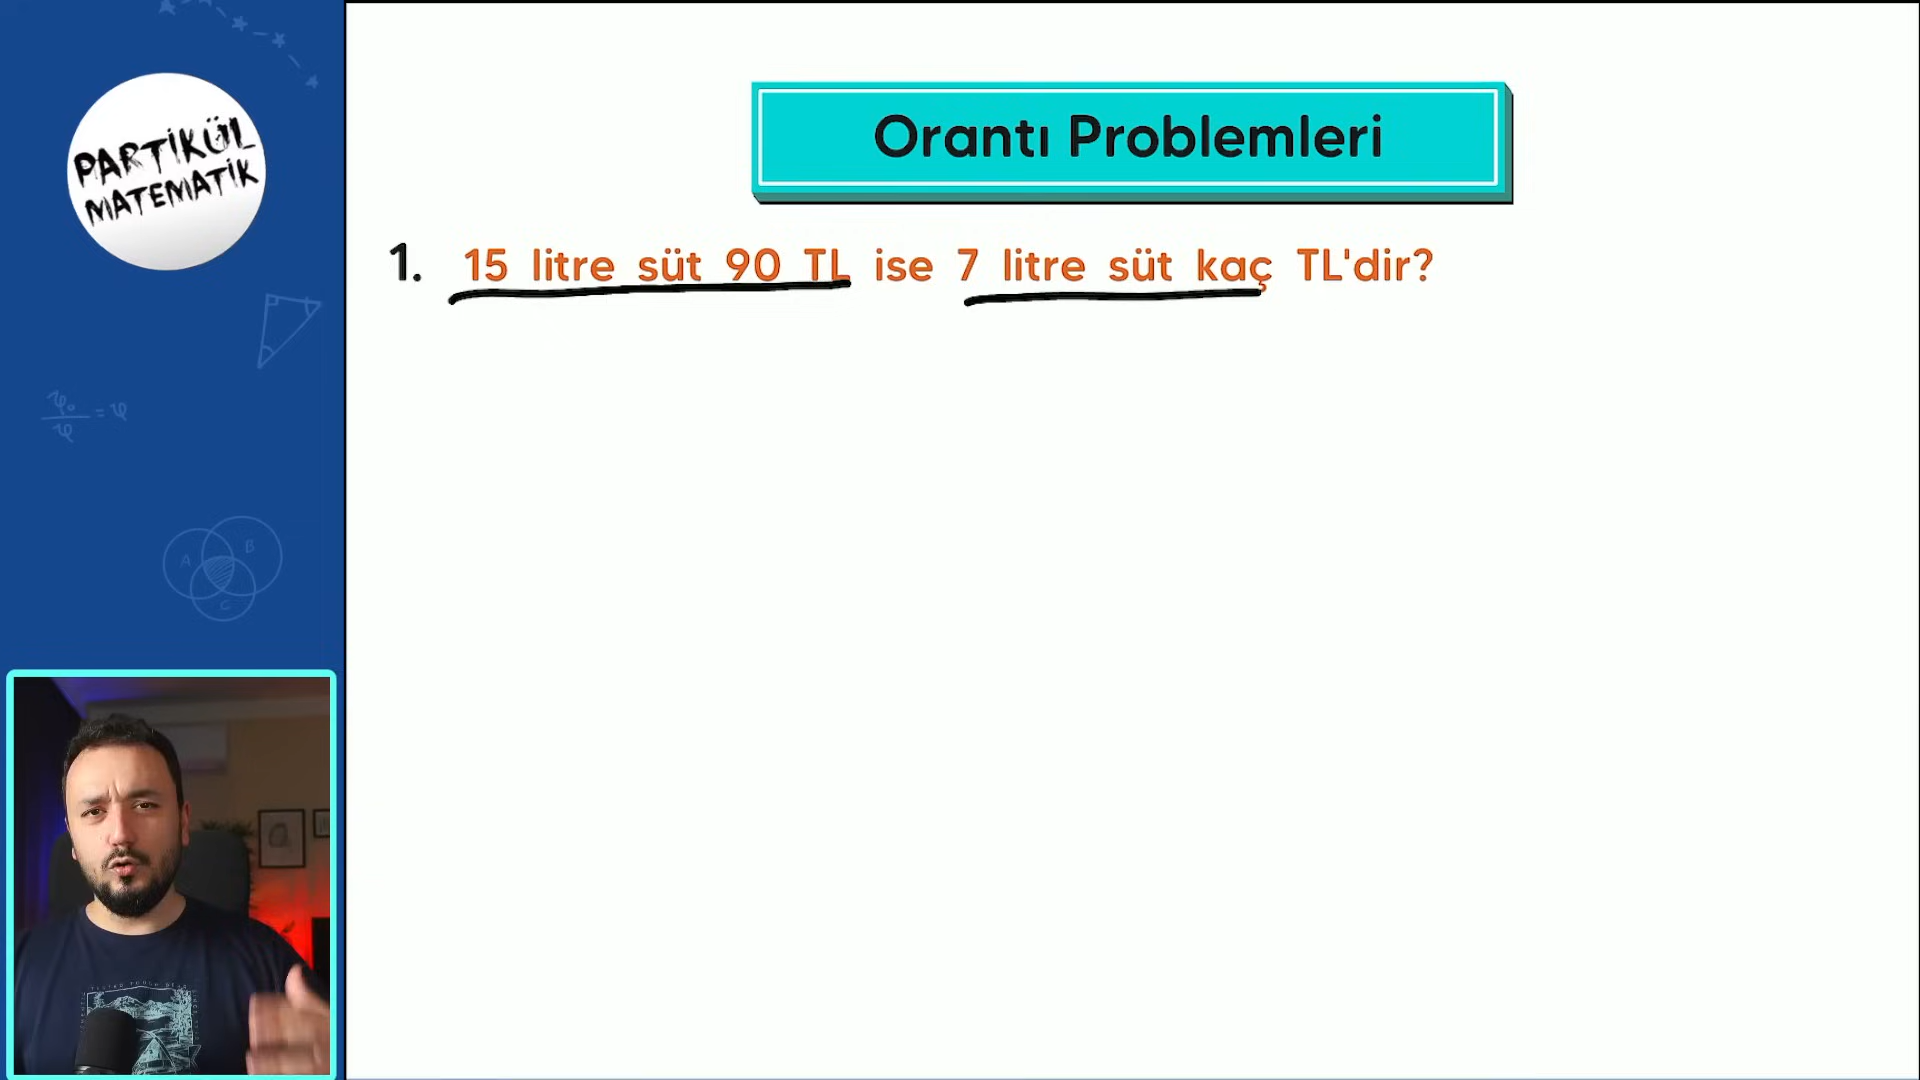 PARTİKÜL
MATEMATİK
Orantı Problemleri
1. 15 litre süt 90 TL ise 7 litre süt kaç TL'dir?
A
B
C